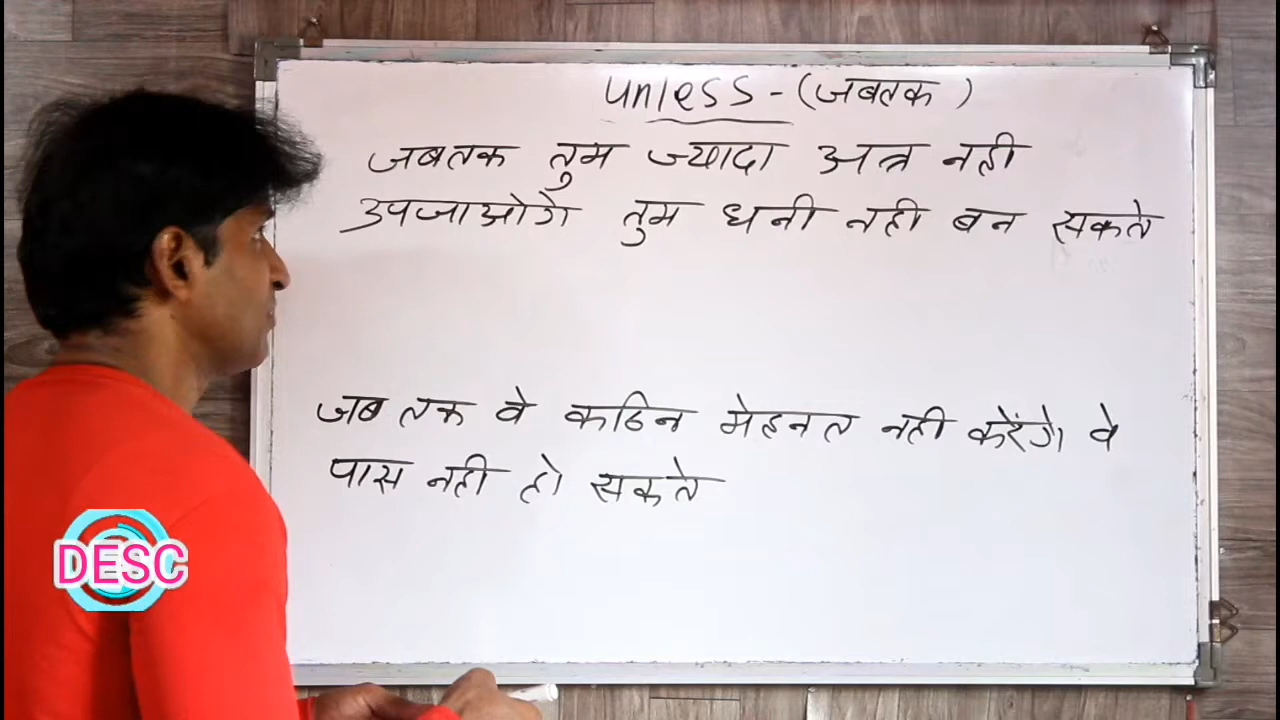 unless - (जबतक)
जबतक तुम ज्यादा अन्न नही
उपजाओगे तुम धनी नही बन सकते
जब तक वे कठिन मेहनत नही करेंगे वे
पास नही हो सकते
DESC